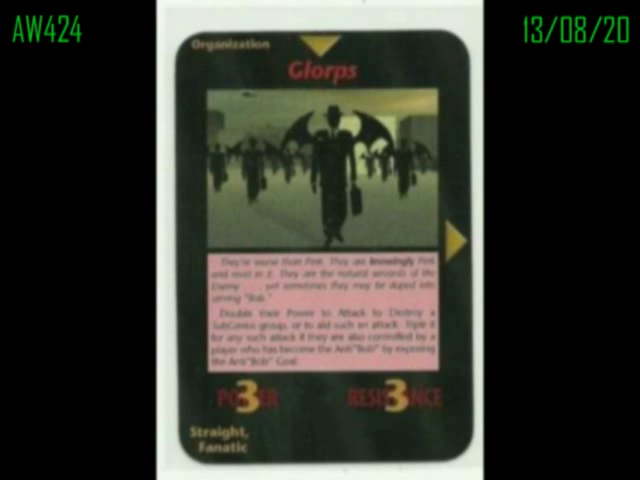 AW424
13/08/20
Organization
Glorps
They're worse than Pink. They are knowingly Pink
and revel in it. They are the natural servants of the
Enemy . . . yet sometimes they may be duped into
serving "Bob."
Double their Power to Attack to Destroy a
SubGenius group, or to aid such an attack. Triple it
for any such attack if they are also controlled by a
player who has become the Anti"Bob" by exposing
the Anti"Bob" Goal.
POWER 3 RESISTANCE 3
Straight,
Fanatic